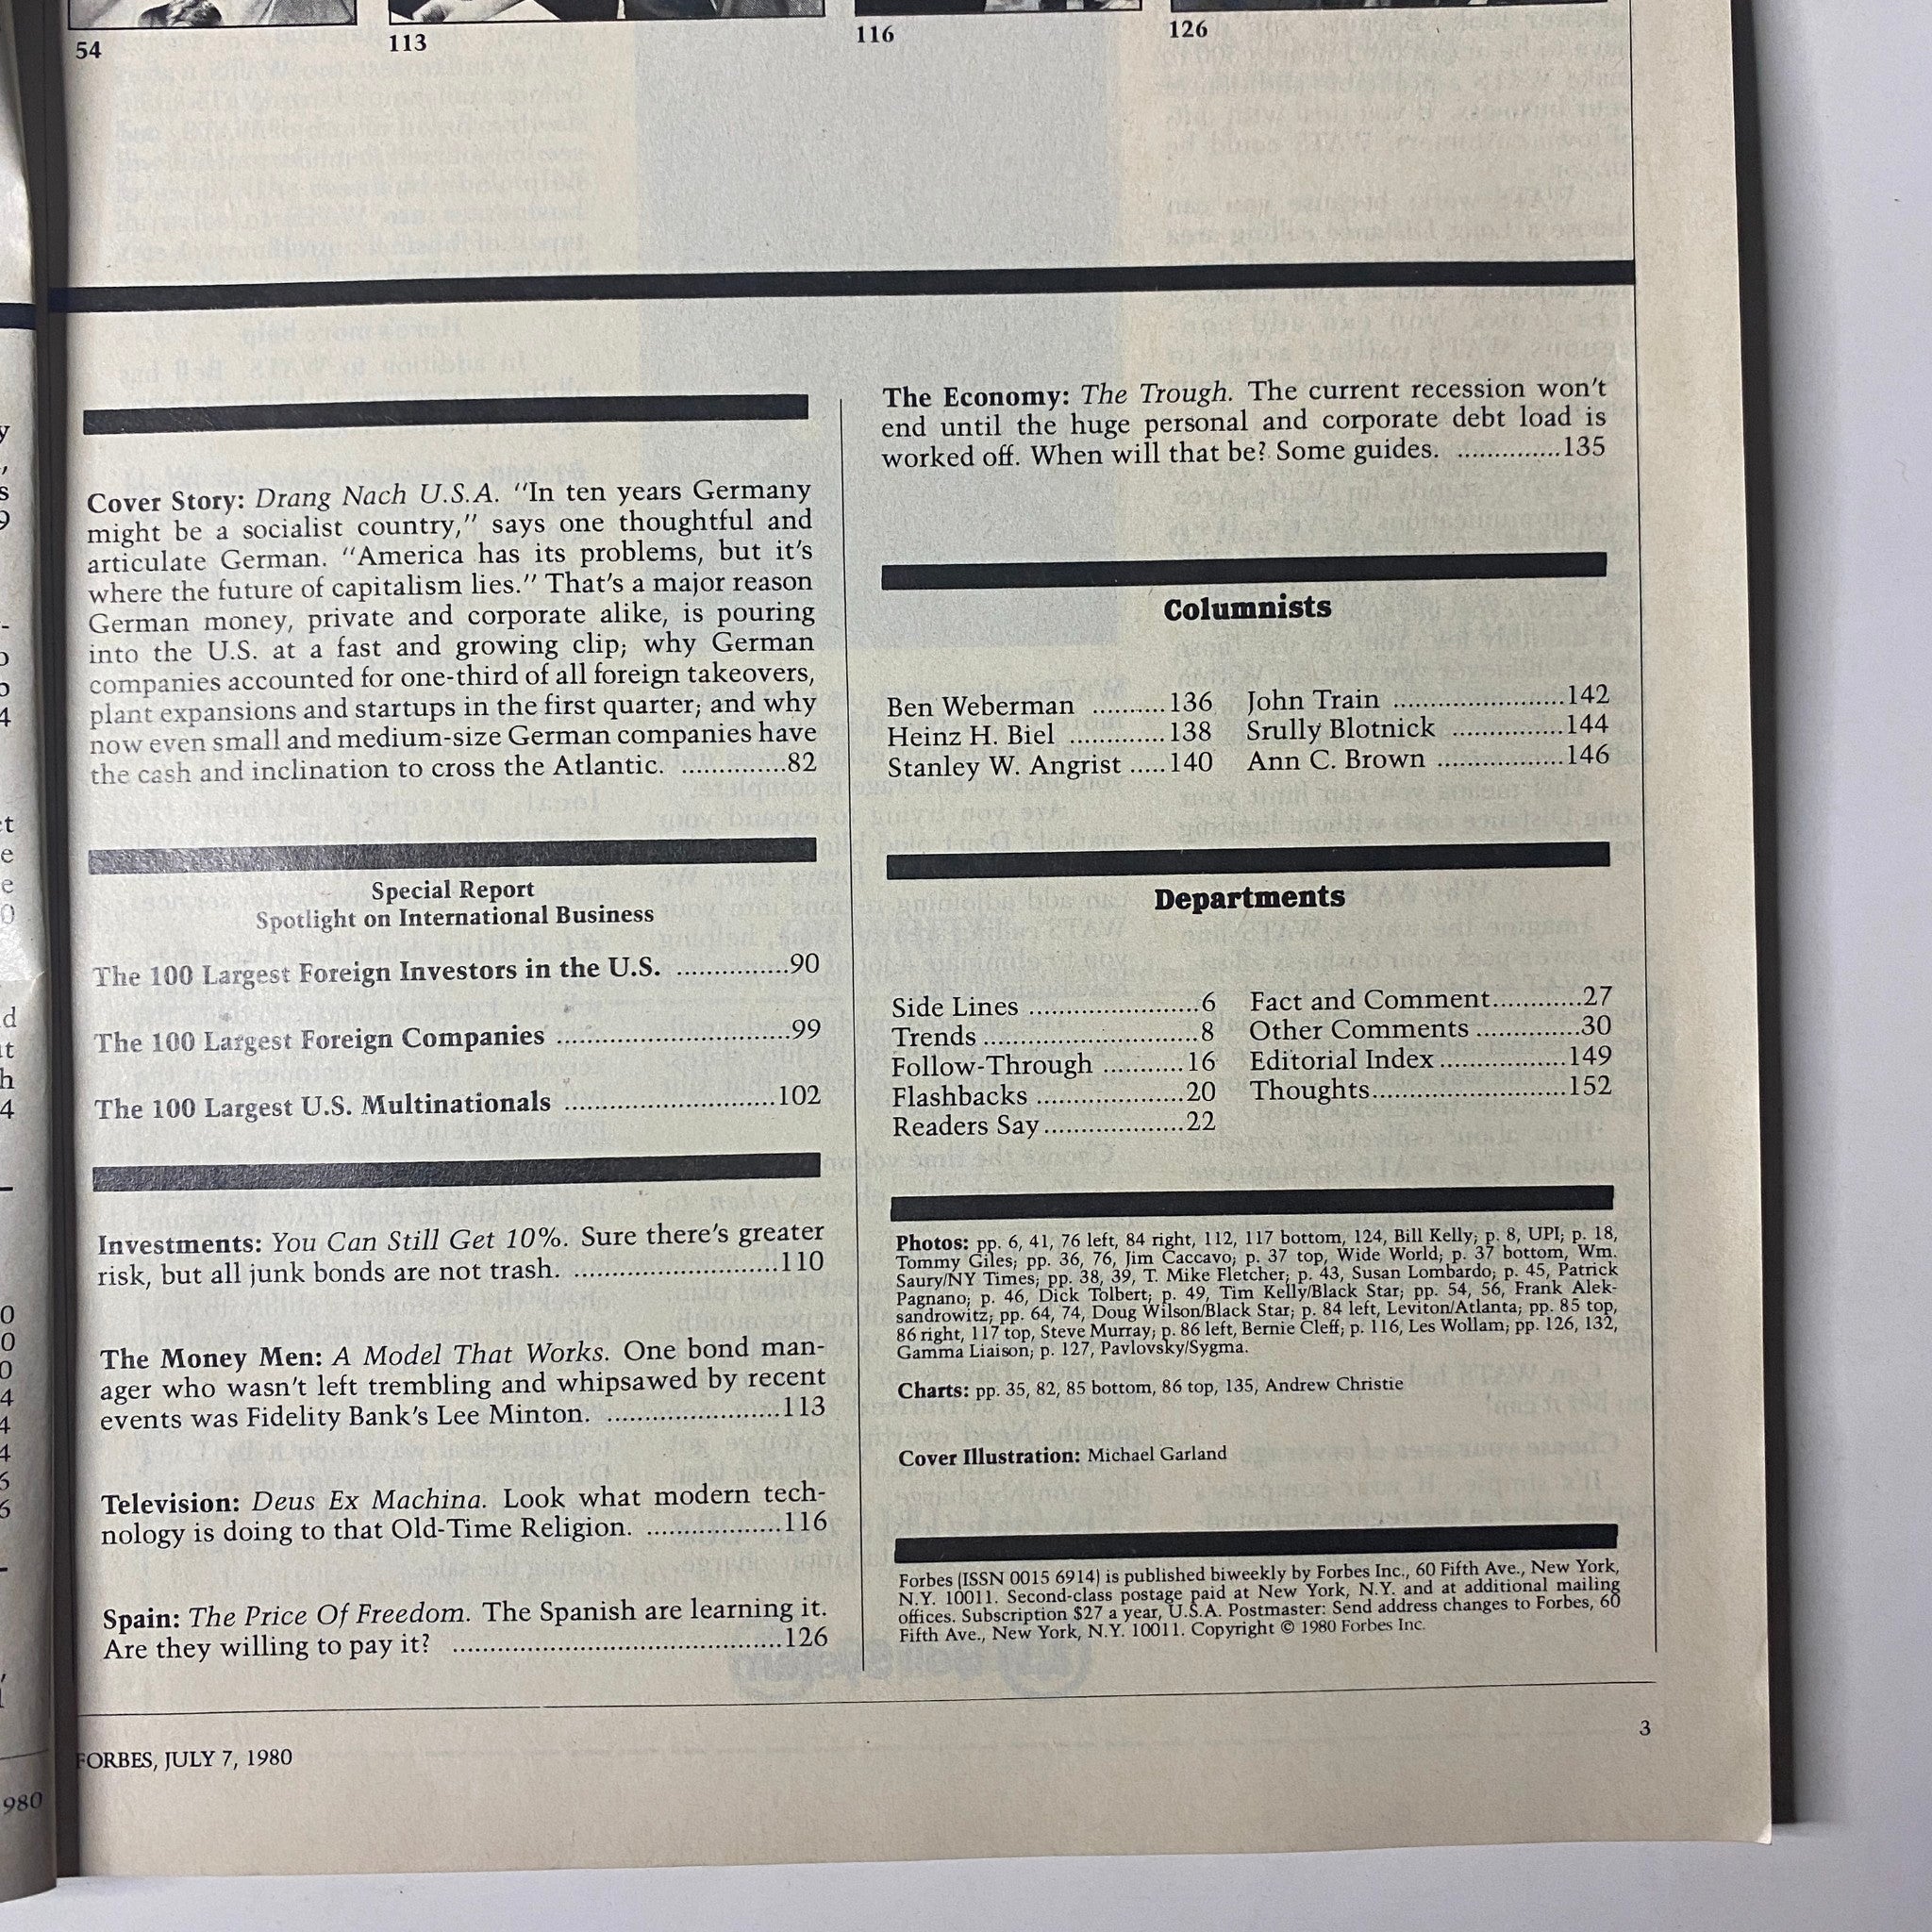 54
113
116
126
Cover Story: Drang Nach U.S.A. "In ten years Germany
might be a socialist country," says one thoughtful and
articulate German. "America has its problems, but it's
where the future of capitalism lies." That's a major reason
German money, private and corporate alike, is pouring
into the U.S. at a fast and growing clip; why German
companies accounted for one-third of all foreign takeovers,
plant expansions and startups in the first quarter; and why
now even small and medium-size German companies have
the cash and inclination to cross the Atlantic. ..............82
Special Report
Spotlight on International Business
The 100 Largest Foreign Investors in the U.S. ...............90
The 100 Largest Foreign Companies ...............................99
The 100 Largest U.S. Multinationals ............................102
Investments: You Can Still Get 10%. Sure there's greater
risk, but all junk bonds are not trash. ...........................110
The Money Men: A Model That Works. One bond man-
ager who wasn't left trembling and whipsawed by recent
events was Fidelity Bank's Lee Minton. .......................113
Television: Deus Ex Machina. Look what modern tech-
nology is doing to that Old-Time Religion. ..................116
Spain: The Price Of Freedom. The Spanish are learning it.
Are they willing to pay it? ............................................126
The Economy: The Trough. The current recession won't
end until the huge personal and corporate debt load is
worked off. When will that be? Some guides. ..............135
Columnists
Ben Weberman ..........136
Heinz H. Biel .............138
Stanley W. Angrist .....140
John Train .......................142
Srully Blotnick ...............144
Ann C. Brown .................146
Departments
Side Lines .......................6
Trends .............................8
Follow-Through ...........16
Flashbacks ....................20
Readers Say...................22
Fact and Comment............27
Other Comments ..............30
Editorial Index.................149
Thoughts..........................152
Photos: pp. 6, 41, 76 left, 84 right, 112, 117 bottom, 124, Bill Kelly; p. 8, UPI; p. 18,
Tommy Giles; pp. 36, 76, Jim Caccavo; p. 37 top, Wide World; p. 37 bottom, Wm.
Saury/NY Times; pp. 38, 39, T. Mike Fletcher; p. 43, Susan Lombardo; p. 45, Patrick
Pagnano; p. 46, Dick Tolbert; p. 49, Tim Kelly/Black Star; pp. 54, 56, Frank Alek-
sandrowitz; pp. 64, 74, Doug Wilson/Black Star; p. 84 left, Leviton/Atlanta; pp. 85 top,
86 right, 117 top, Steve Murray; p. 86 left, Bernie Cleff; p. 116, Les Wollam; pp. 126, 132,
Gamma Liaison; p. 127, Pavlovsky/Sygma.
Charts: pp. 35, 82, 85 bottom, 86 top, 135, Andrew Christie
Cover Illustration: Michael Garland
Forbes (ISSN 0015 6914) is published biweekly by Forbes Inc., 60 Fifth Ave., New York,
N.Y. 10011. Second-class postage paid at New York, N.Y. and at additional mailing
offices. Subscription $27 a year, U.S.A. Postmaster: Send address changes to Forbes, 60
Fifth Ave., New York, N.Y. 10011. Copyright © 1980 Forbes Inc.
FORBES, JULY 7, 1980
3
980